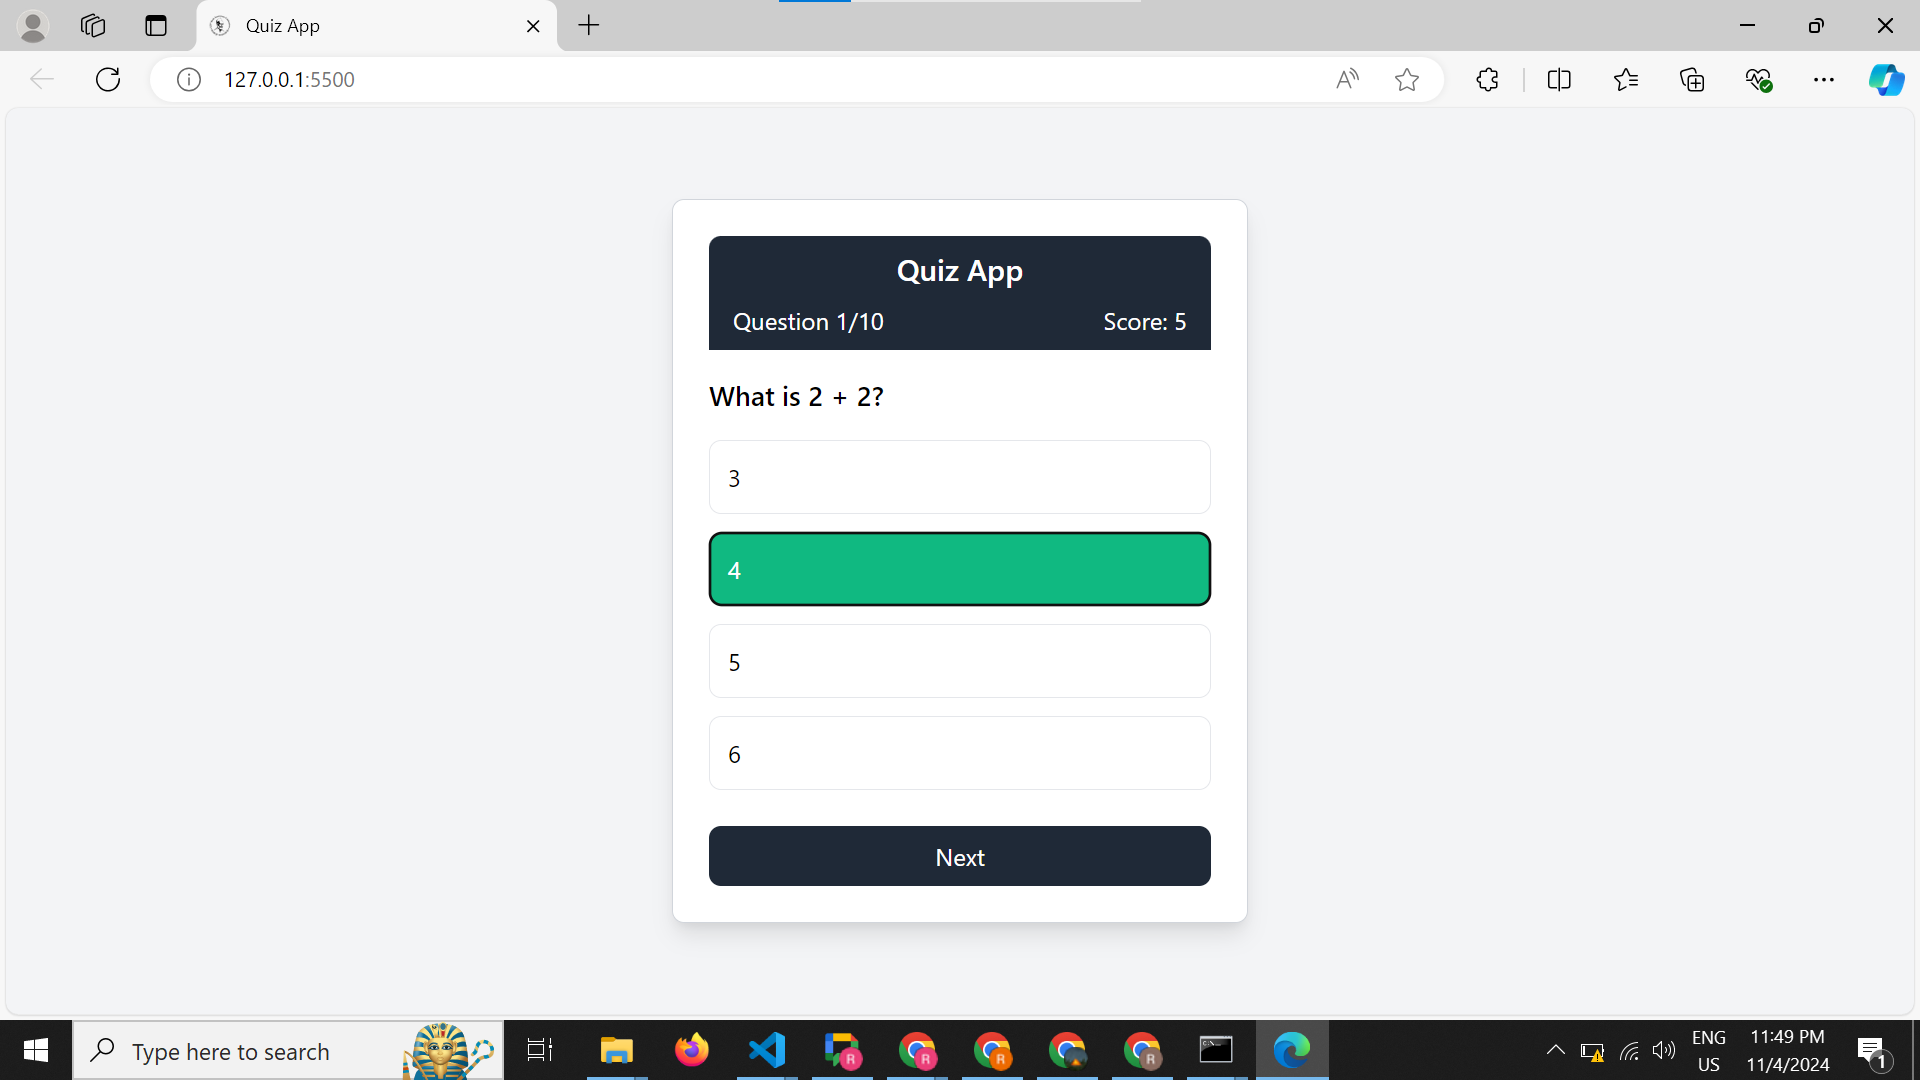 Quiz App
127.0.0.1:5500
Quiz App
Question 1/10
Score: 5
What is 2 + 2?
3
4
5
6
Next
Type here to search
R
R
R
R
ENG
US
11:49 PM
11/4/2024
1